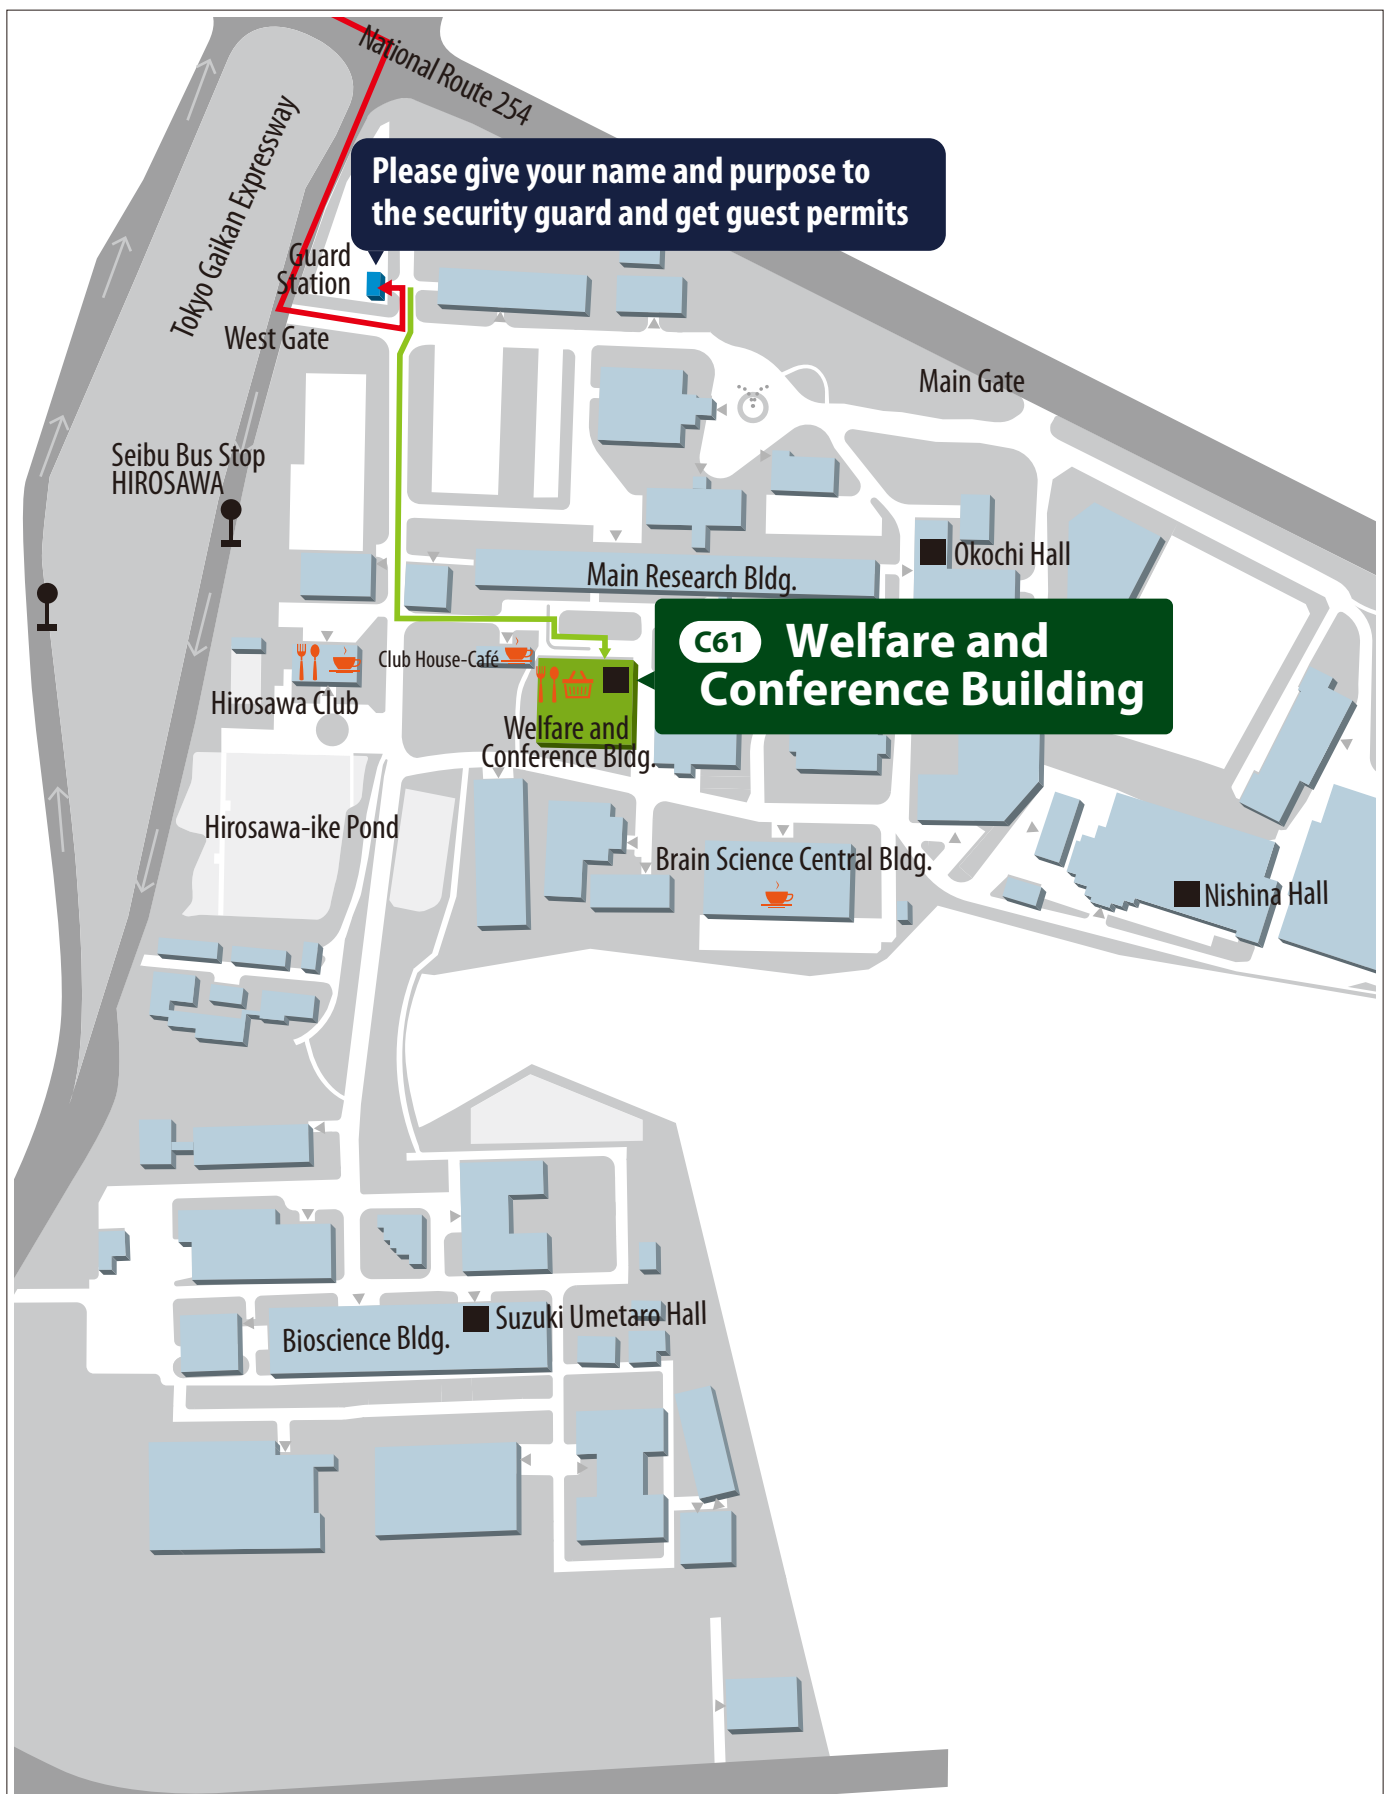 National Route 254
Tokyo Gaikan Expressway
Please give your name and purpose to
the security guard and get guest permits
Guard
Station
West Gate
Main Gate
Seibu Bus Stop
HIROSAWA
Okochi Hall
Main Research Bldg.
C61 Welfare and
Conference Building
Club House-Café
Hirosawa Club
Welfare and
Conference Bldg.
Hirosawa-ike Pond
Brain Science Central Bldg.
Nishina Hall
Suzuki Umetaro Hall
Bioscience Bldg.